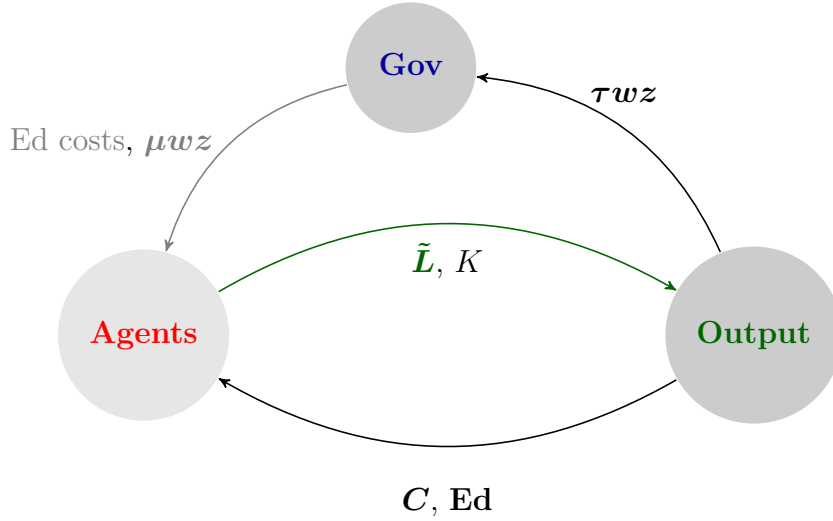 Gov
τwz
Ed costs, μwz
L̃, K
Agents
Output
C, Ed